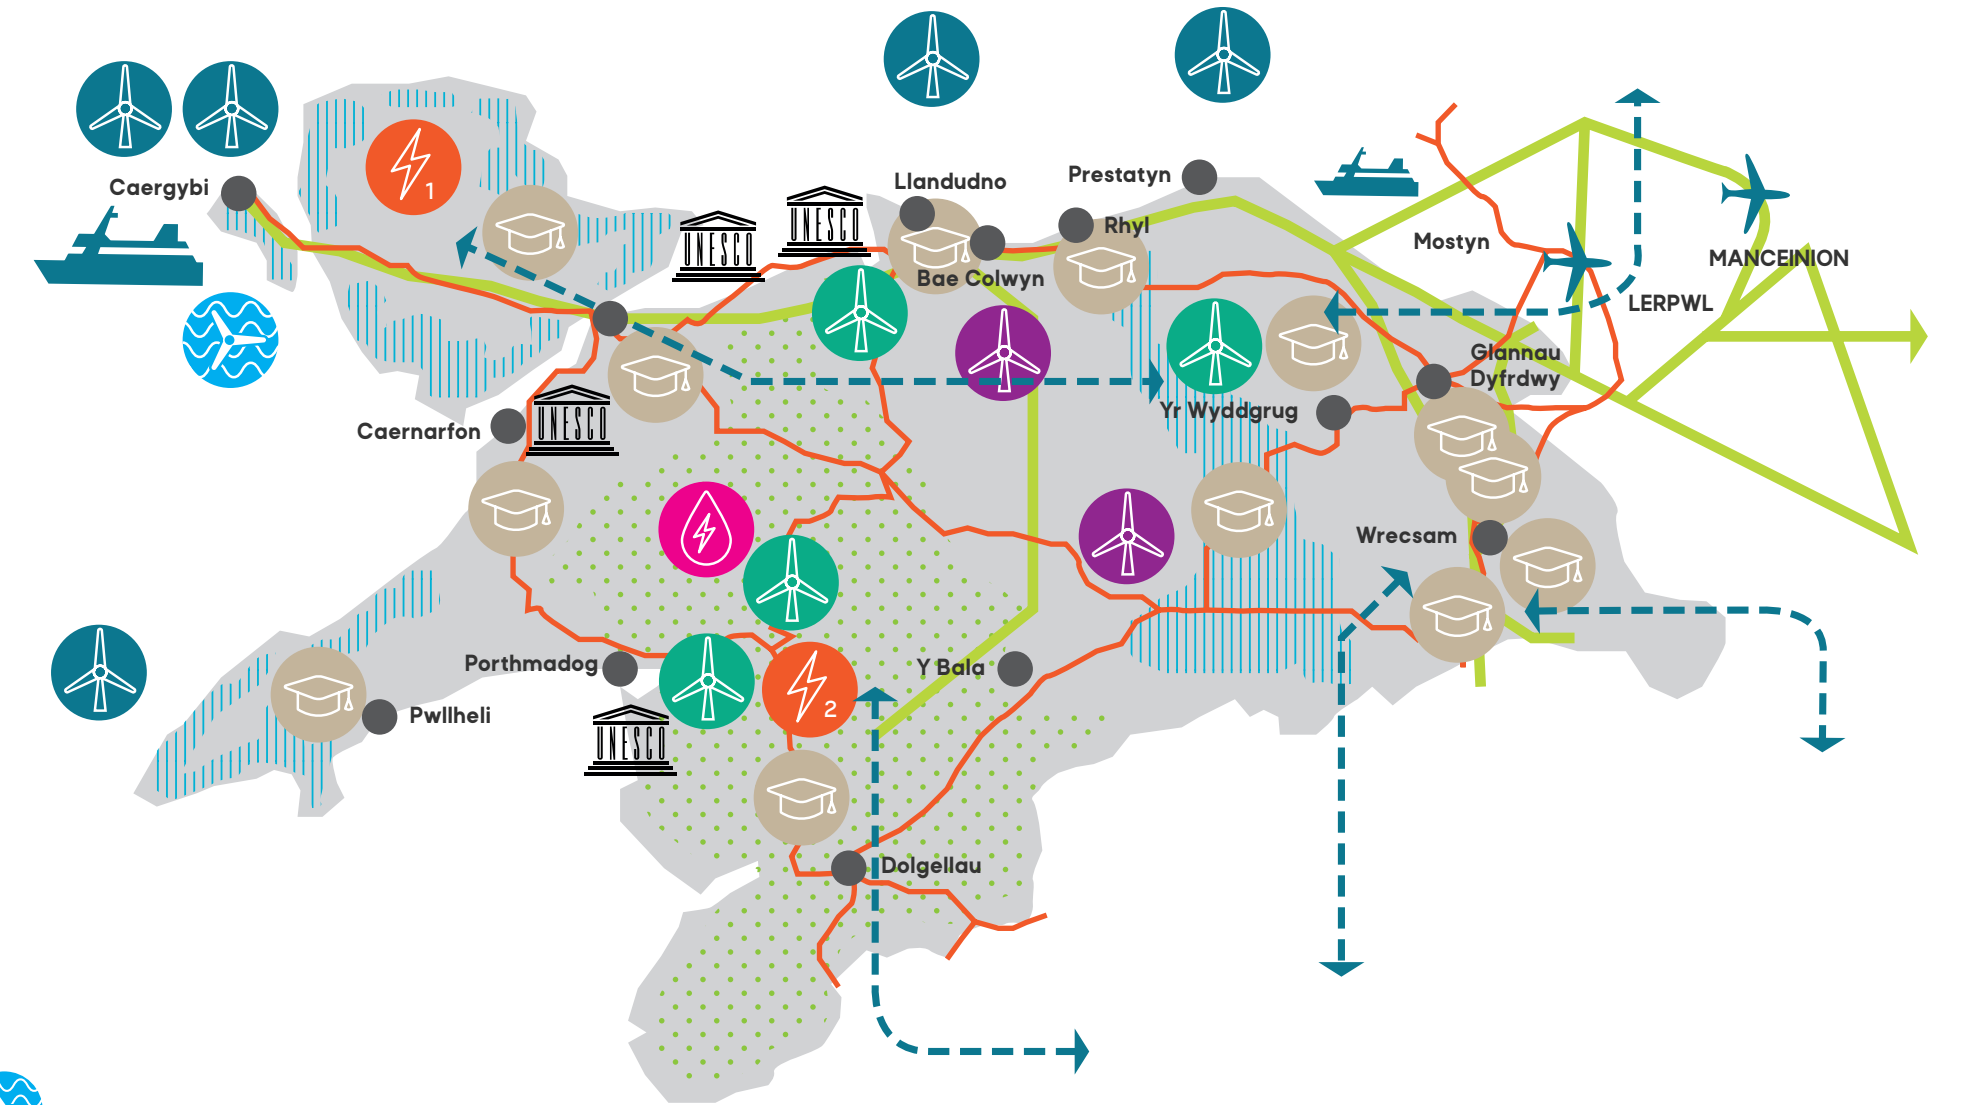 Caergybi
1
UNESCO
UNESCO
Llandudno
Prestatyn
Rhyl
Bae Colwyn
Mostyn
MANCEINION
LERPWL
Glannau
Dyfrdwy
Yr Wyddgrug
Caernarfon
UNESCO
Wrecsam
Porthmadog
2
Y Bala
Pwllheli
UNESCO
Dolgellau